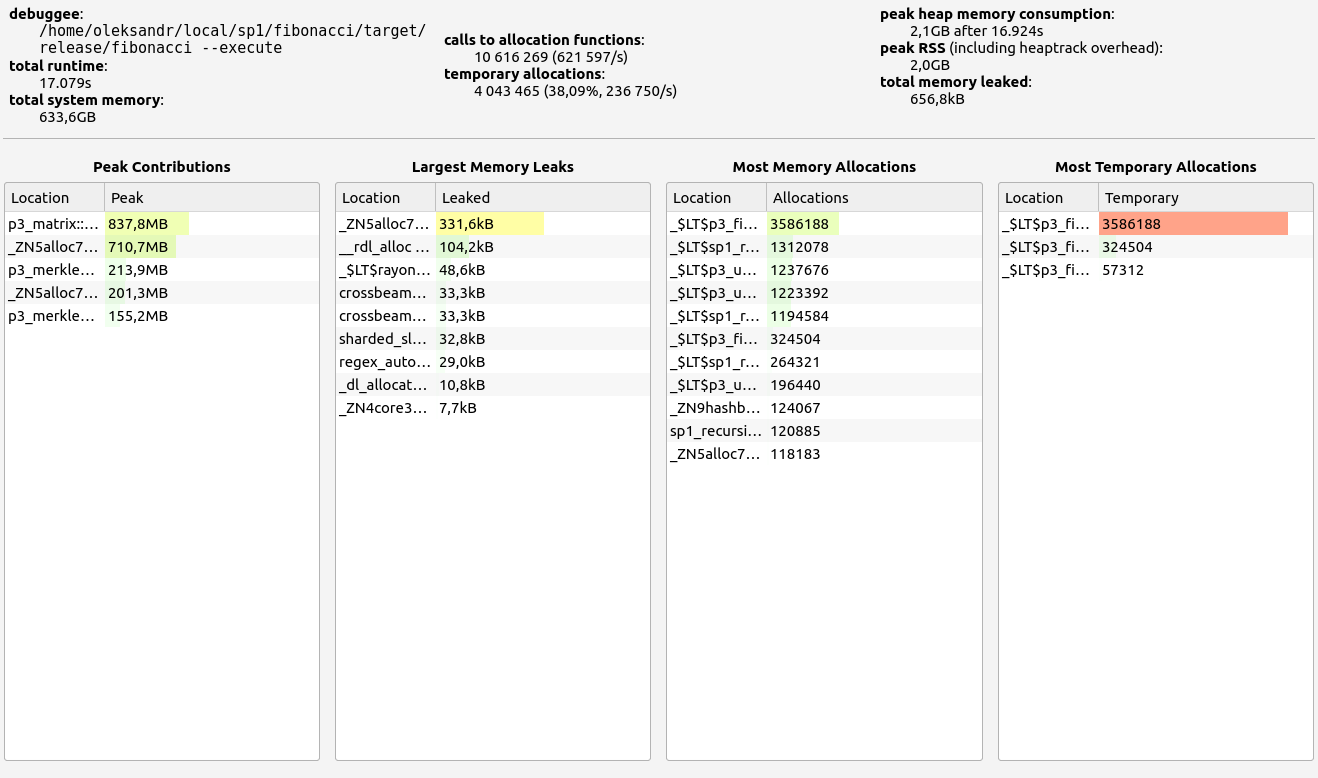 debuggee:
/home/oleksandr/local/sp1/fibonacci/target/
release/fibonacci --execute
total runtime:
17.079s
total system memory:
633,6GB
calls to allocation functions:
10 616 269 (621 597/s)
temporary allocations:
4 043 465 (38,09%, 236 750/s)
peak heap memory consumption:
2,1GB after 16.924s
peak RSS (including heaptrack overhead):
2,0GB
total memory leaked:
656,8kB
Peak Contributions
Location Peak
p3_matrix::... 837,8MB
_ZN5alloc7... 710,7MB
p3_merkle... 213,9MB
_ZN5alloc7... 201,3MB
p3_merkle... 155,2MB
Largest Memory Leaks
Location Leaked
_ZN5alloc7... 331,6kB
__rdl_alloc ... 104,2kB
_$LT$rayon... 48,6kB
crossbeam... 33,3kB
crossbeam... 33,3kB
sharded_sl... 32,8kB
regex_auto... 29,0kB
_dl_allocat... 10,8kB
_ZN4core3... 7,7kB
Most Memory Allocations
Location Allocations
_$LT$p3_fi... 3586188
_$LT$sp1_r... 1312078
_$LT$p3_u... 1237676
_$LT$p3_u... 1223392
_$LT$sp1_r... 1194584
_$LT$p3_fi... 324504
_$LT$sp1_r... 264321
_$LT$p3_u... 196440
_ZN9hashb... 124067
sp1_recursi... 120885
_ZN5alloc7... 118183
Most Temporary Allocations
Location Temporary
_$LT$p3_fi... 3586188
_$LT$p3_fi... 324504
_$LT$p3_fi... 57312